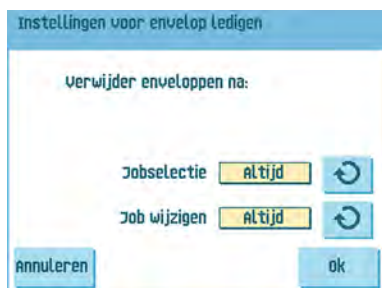 Instellingen voor envelop ledigen
Verwijder enveloppen na:
Jobselectie Altijd
Job wijzigen Altijd
Annuleren Ok